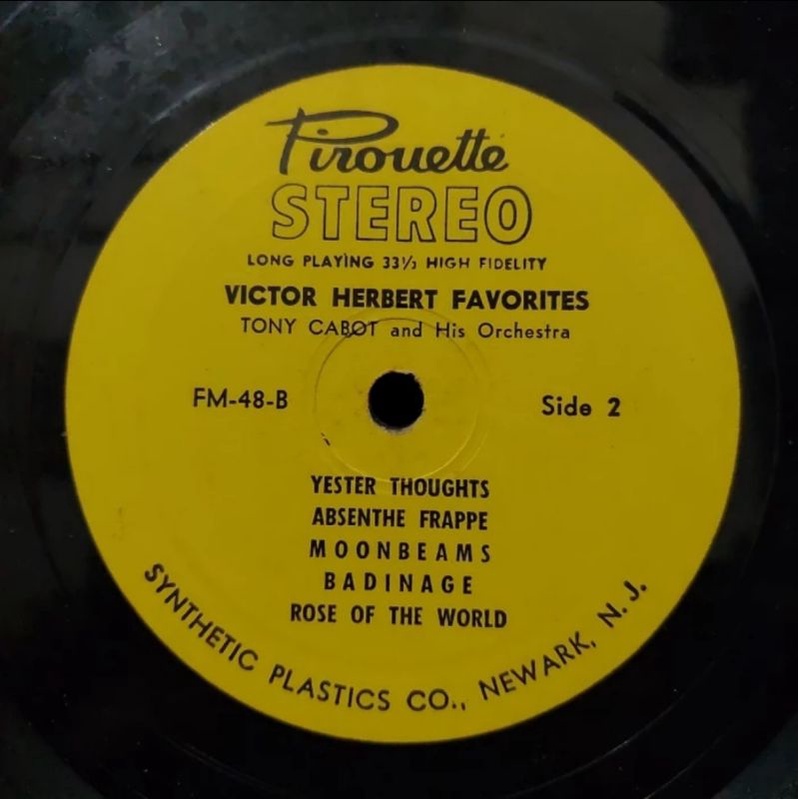 Pirouette
STEREO
LONG PLAYING 33⅓ HIGH FIDELITY
VICTOR HERBERT FAVORITES
TONY CABOT and His Orchestra
FM-48-B
Side 2
YESTER THOUGHTS
ABSENTHE FRAPPE
MOONBEAMS
BADINAGE
ROSE OF THE WORLD
SYNTHETIC PLASTICS CO., NEWARK, N. J.